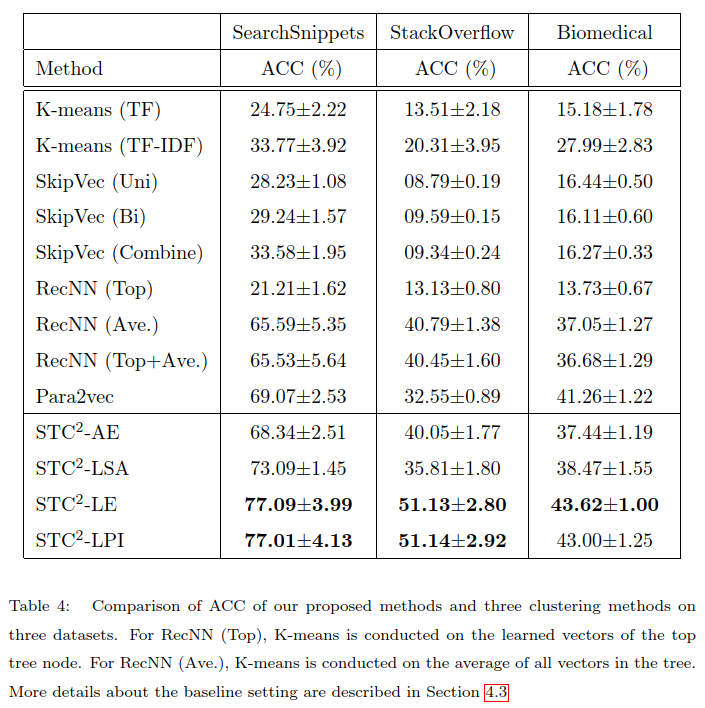 SearchSnippets StackOverflow Biomedical
Method ACC (%) ACC (%) ACC (%)
K-means (TF) 24.75±2.22 13.51±2.18 15.18±1.78
K-means (TF-IDF) 33.77±3.92 20.31±3.95 27.99±2.83
SkipVec (Uni) 28.23±1.08 08.79±0.19 16.44±0.50
SkipVec (Bi) 29.24±1.57 09.59±0.15 16.11±0.60
SkipVec (Combine) 33.58±1.95 09.34±0.24 16.27±0.33
RecNN (Top) 21.21±1.62 13.13±0.80 13.73±0.67
RecNN (Ave.) 65.59±5.35 40.79±1.38 37.05±1.27
RecNN (Top+Ave.) 65.53±5.64 40.45±1.60 36.68±1.29
Para2vec 69.07±2.53 32.55±0.89 41.26±1.22
STC²-AE 68.34±2.51 40.05±1.77 37.44±1.19
STC²-LSA 73.09±1.45 35.81±1.80 38.47±1.55
STC²-LE 77.09±3.99 51.13±2.80 43.62±1.00
STC²-LPI 77.01±4.13 51.14±2.92 43.00±1.25
Table 4: Comparison of ACC of our proposed methods and three clustering methods on
three datasets. For RecNN (Top), K-means is conducted on the learned vectors of the top
tree node. For RecNN (Ave.), K-means is conducted on the average of all vectors in the tree.
More details about the baseline setting are described in Section 4.3